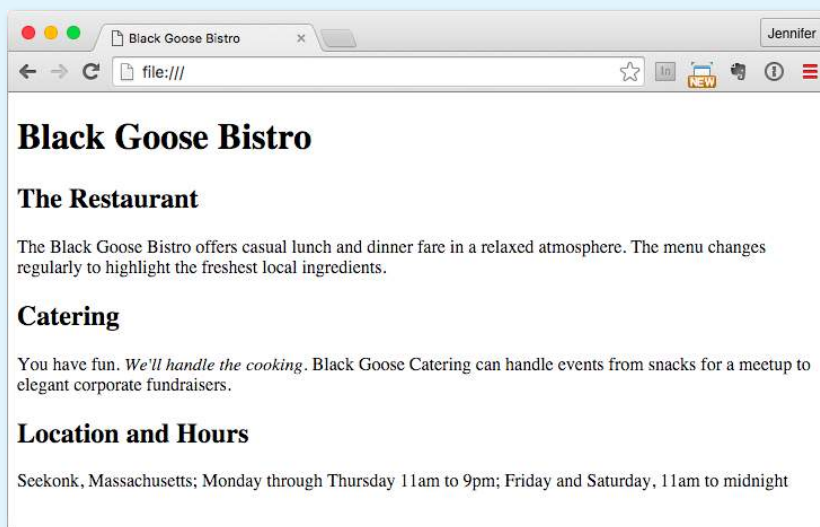 Black Goose Bistro
Jennifer
file:///
In
NEW
Black Goose Bistro
The Restaurant
The Black Goose Bistro offers casual lunch and dinner fare in a relaxed atmosphere. The menu changes
regularly to highlight the freshest local ingredients.
Catering
You have fun. We'll handle the cooking. Black Goose Catering can handle events from snacks for a meetup to
elegant corporate fundraisers.
Location and Hours
Seekonk, Massachusetts; Monday through Thursday 11am to 9pm; Friday and Saturday, 11am to midnight